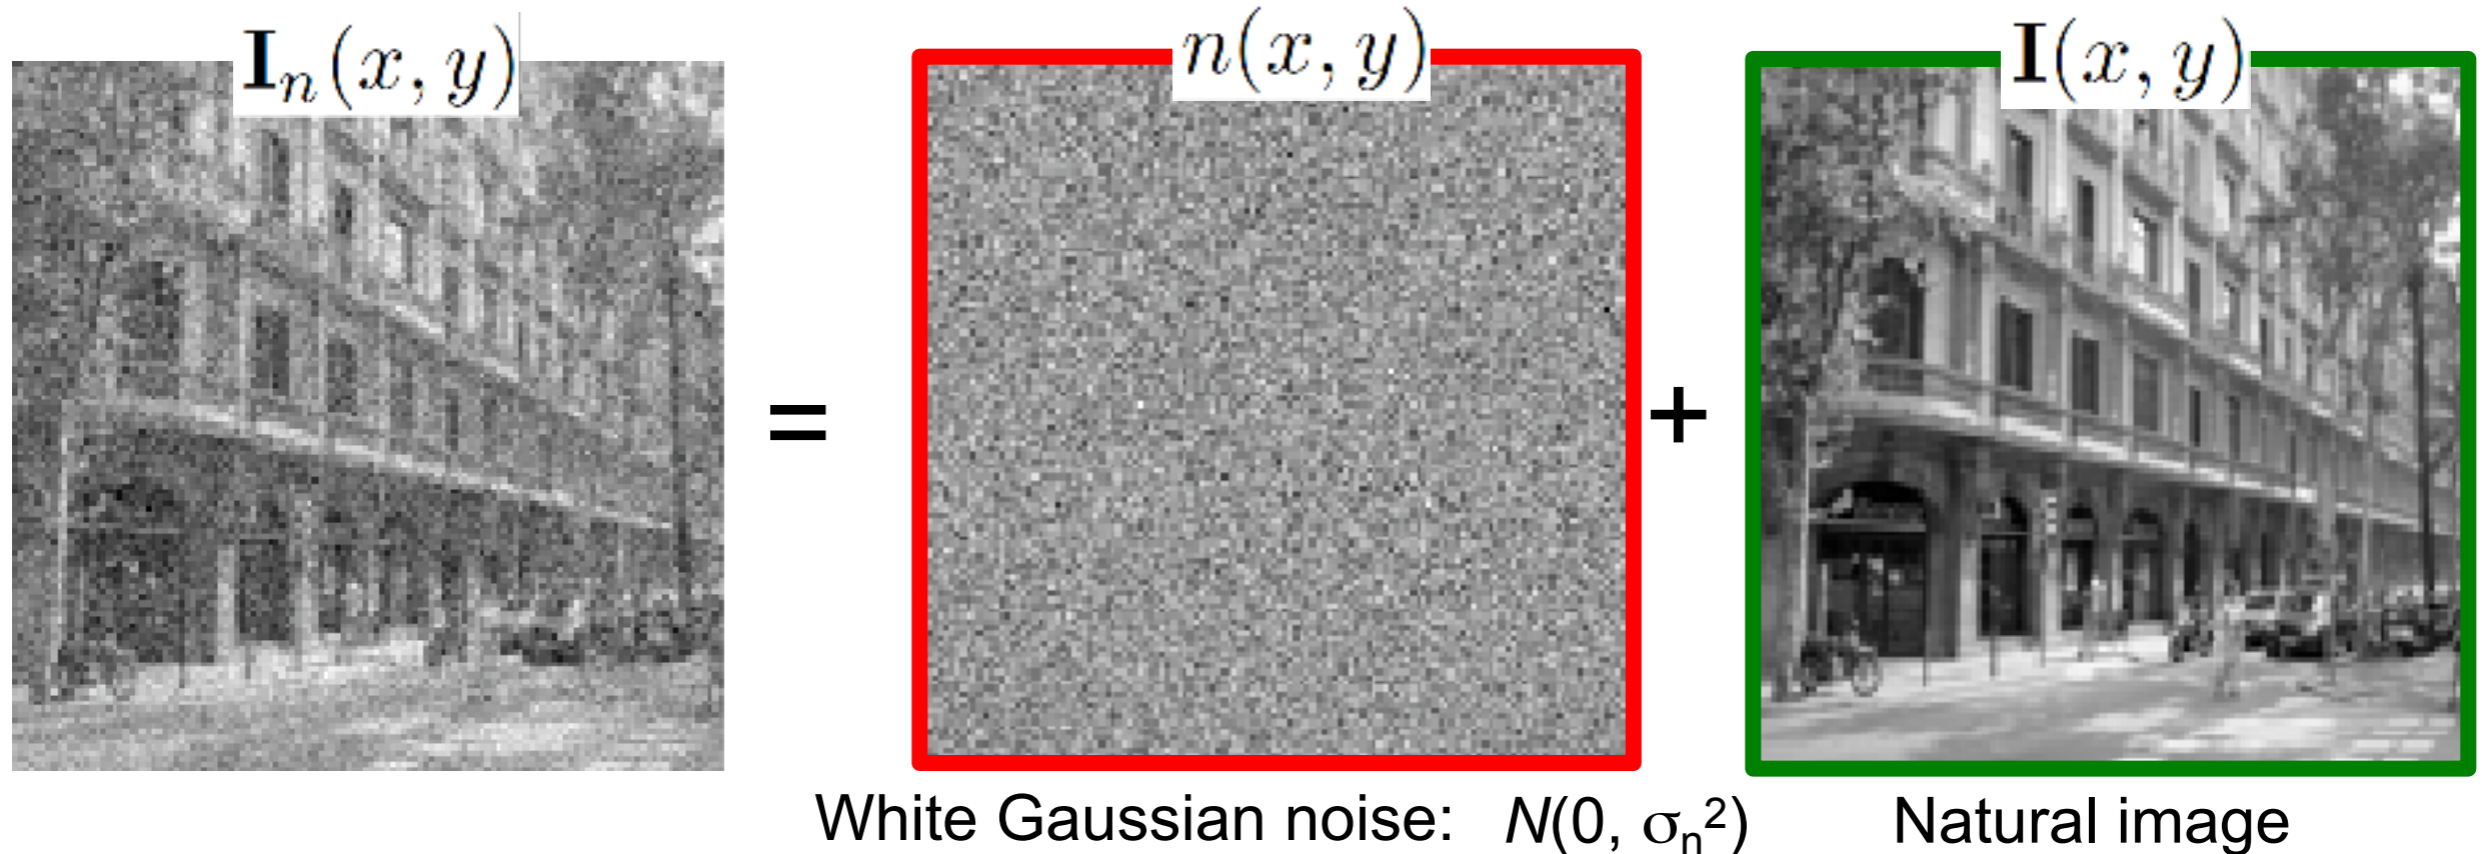 𝐈ₙ(x, y)
n(x, y)
𝐈(x, y)
=
+
White Gaussian noise: N(0, σₙ²)
Natural image